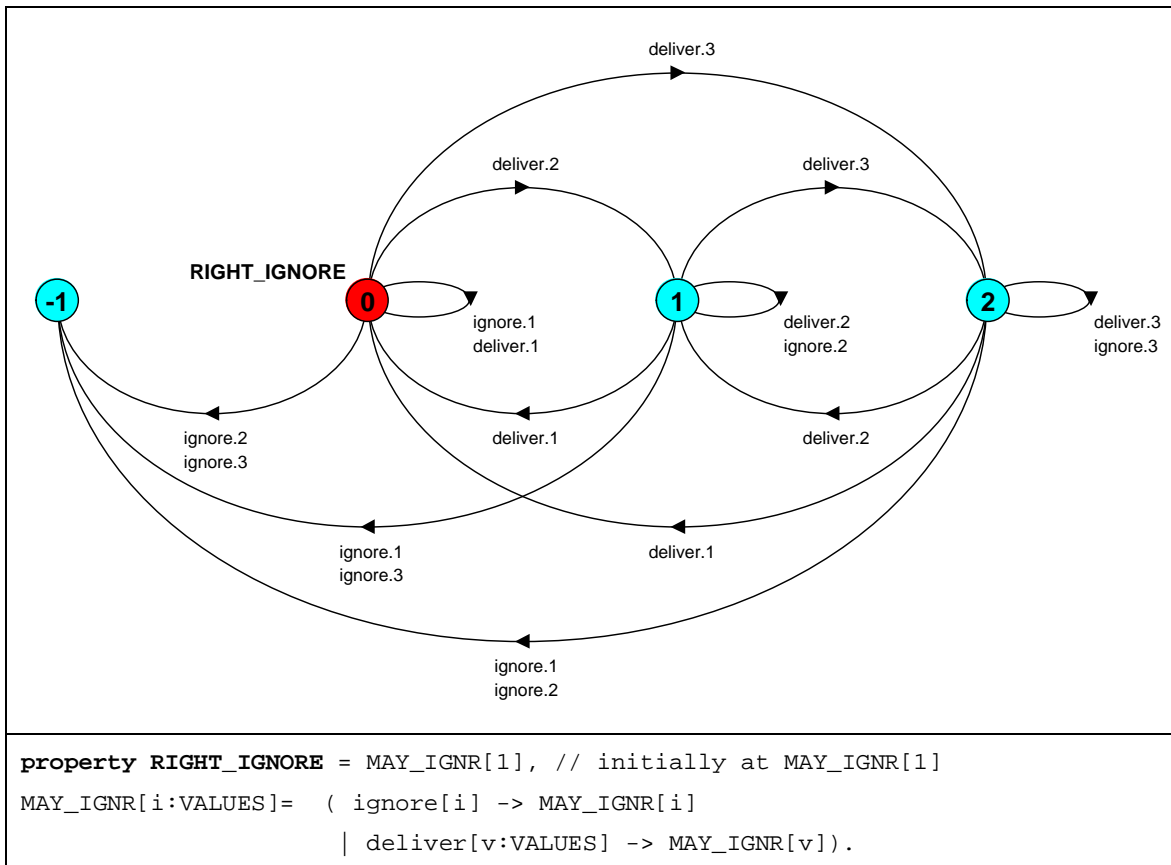 deliver.3
deliver.2
deliver.3
RIGHT_IGNORE
-1
0
1
2
ignore.1
deliver.1
deliver.2
ignore.2
deliver.3
ignore.3
ignore.2
ignore.3
deliver.1
deliver.2
ignore.1
ignore.3
deliver.1
ignore.1
ignore.2
property RIGHT_IGNORE = MAY_IGNR[1], // initially at MAY_IGNR[1]
MAY_IGNR[i:VALUES]= ( ignore[i] -> MAY_IGNR[i]
| deliver[v:VALUES] -> MAY_IGNR[v]).